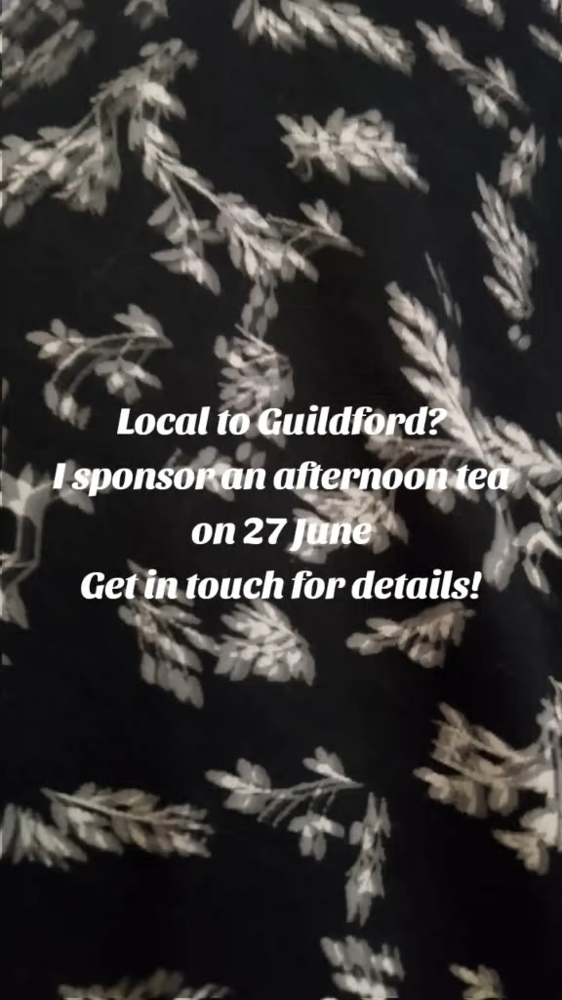 Local to Guildford?
I sponsor an afternoon tea
on 27 June
Get in touch for details!